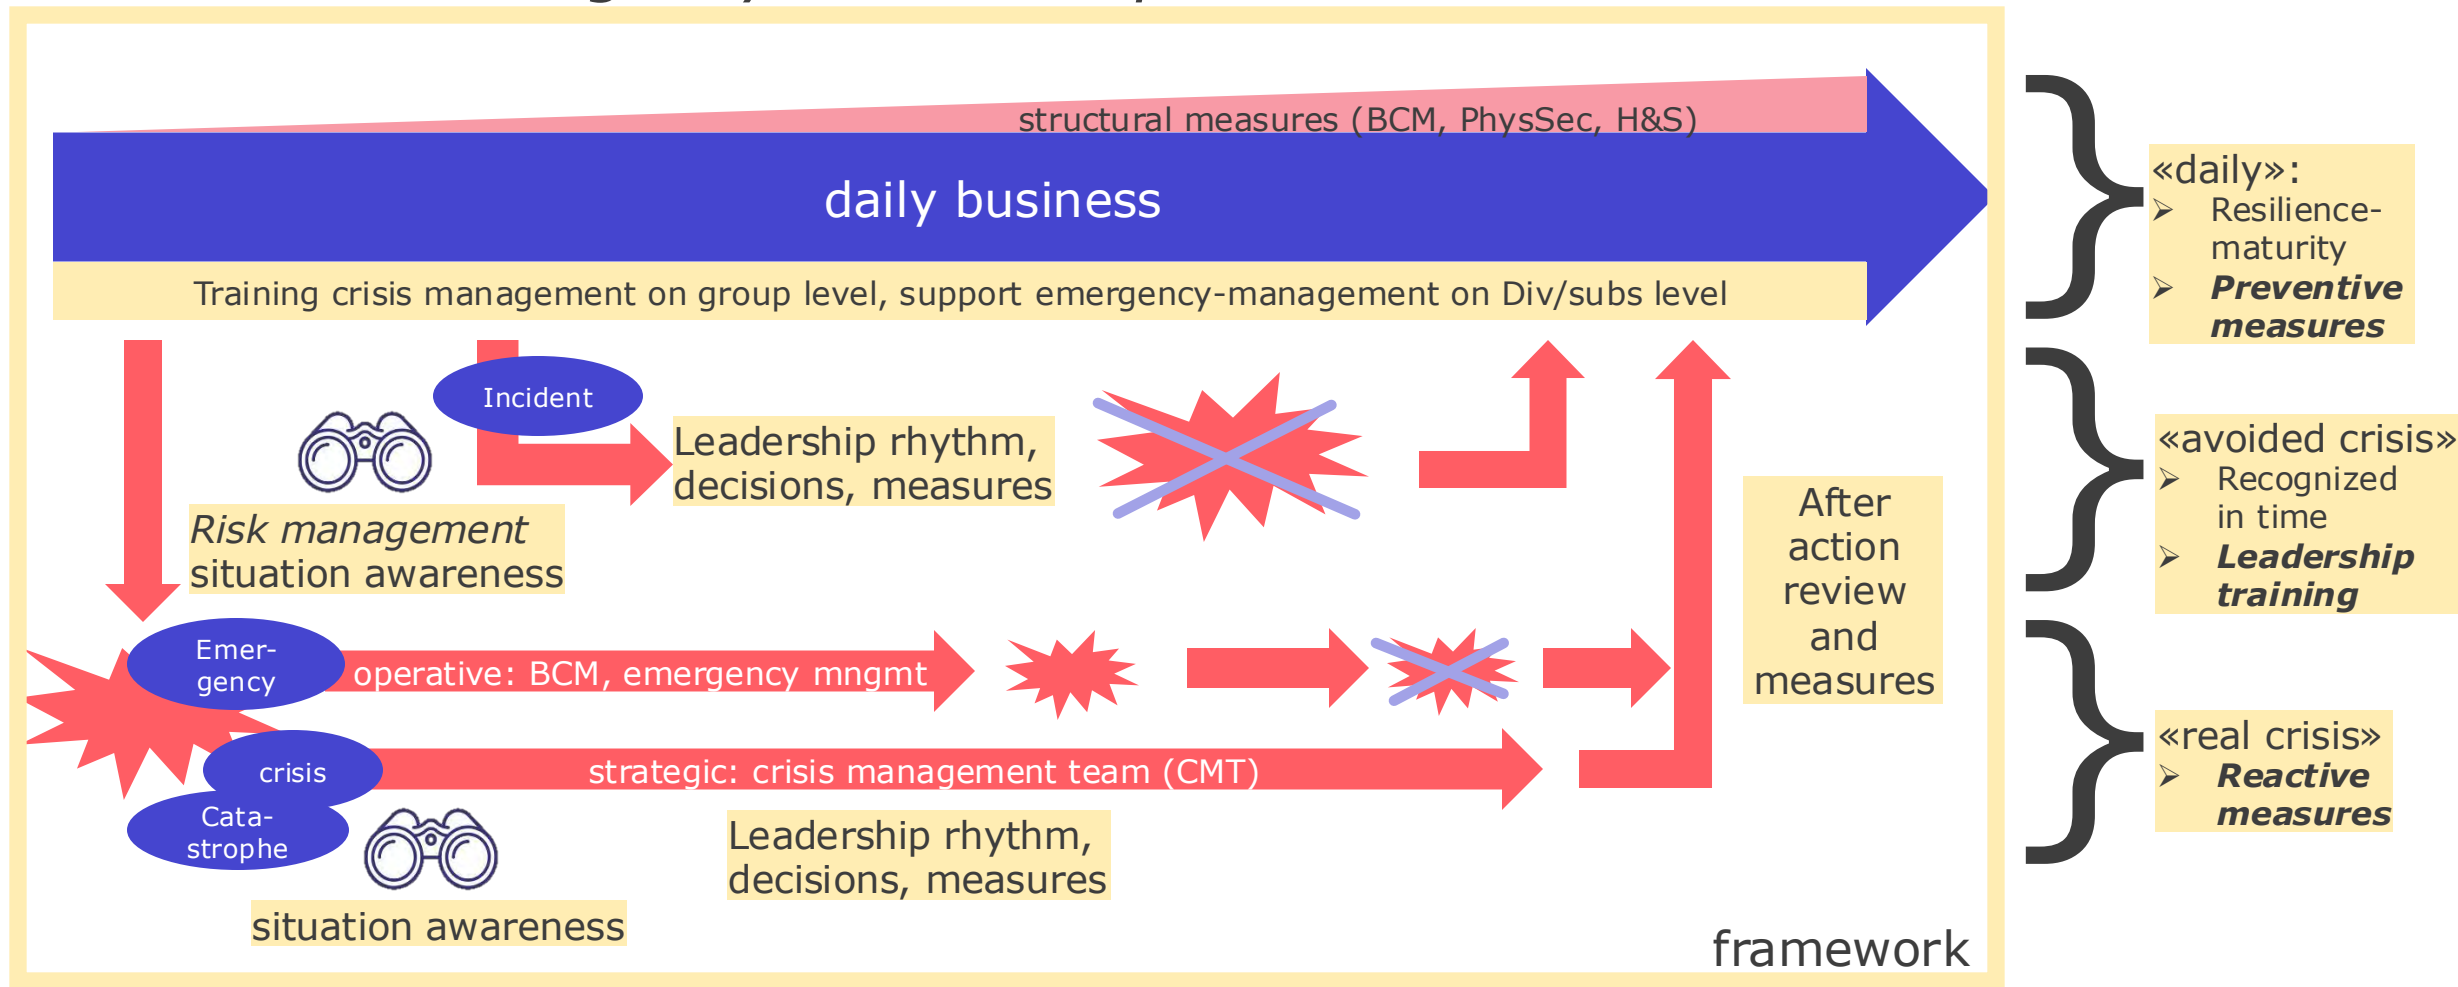 structural measures (BCM, PhysSec, H&S)
daily business
Training crisis management on group level, support emergency-management on Div/subs level
Incident
Leadership rhythm,
decisions, measures
Risk management
situation awareness
After
action
review
and
measures
Emer-
gency
operative: BCM, emergency mngmt
crisis
strategic: crisis management team (CMT)
Cata-
strophe
Leadership rhythm,
decisions, measures
situation awareness
framework
«daily»:
➢ Resilience-
maturity
➢ Preventive
measures
«avoided crisis»
➢ Recognized
in time
➢ Leadership
training
«real crisis»
➢ Reactive
measures